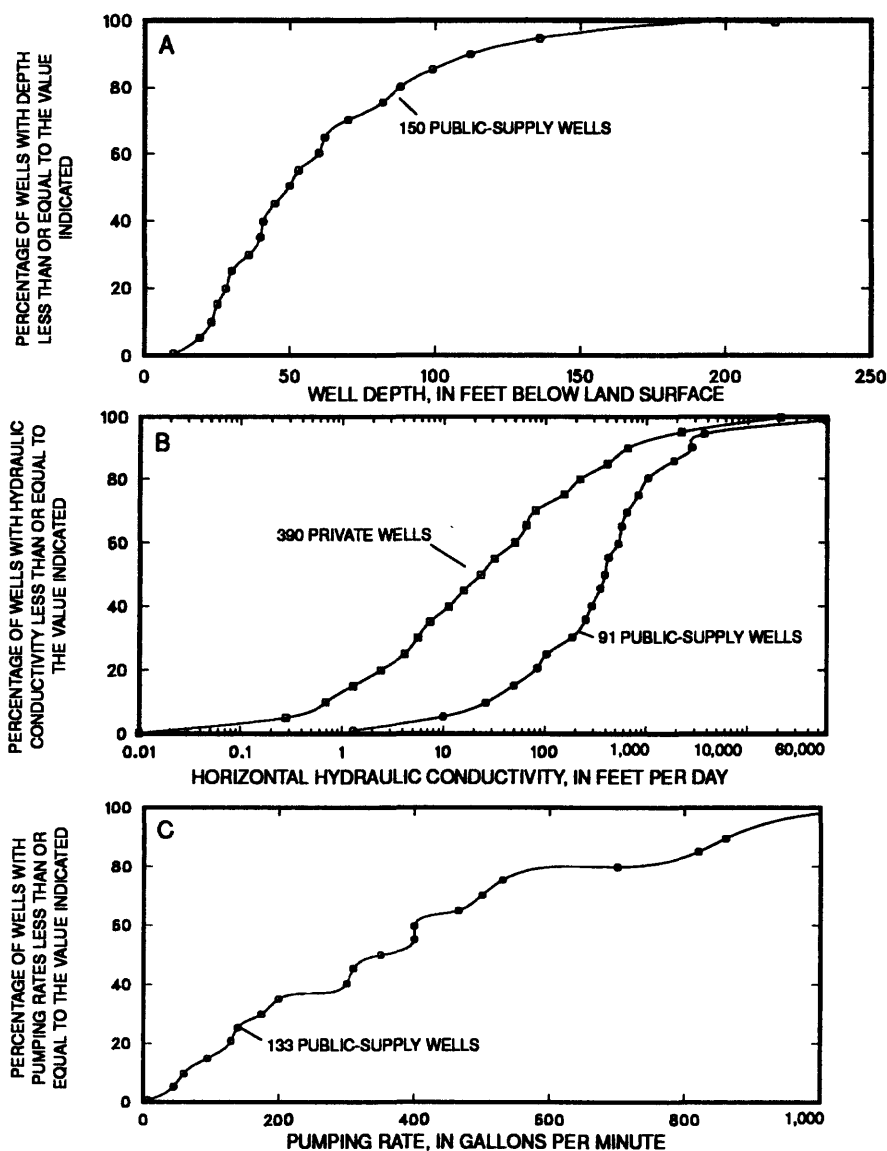 A
PERCENTAGE OF WELLS WITH DEPTH
LESS THAN OR EQUAL TO THE VALUE
INDICATED
100
80
60
40
20
0
150 PUBLIC-SUPPLY WELLS
0 50 100 150 200 250
WELL DEPTH, IN FEET BELOW LAND SURFACE
B
PERCENTAGE OF WELLS WITH HYDRAULIC
CONDUCTIVITY LESS THAN OR EQUAL TO
THE VALUE INDICATED
100
80
60
40
20
0
390 PRIVATE WELLS
91 PUBLIC-SUPPLY WELLS
0.01 0.1 1 10 100 1,000 10,000 60,000
HORIZONTAL HYDRAULIC CONDUCTIVITY, IN FEET PER DAY
C
PERCENTAGE OF WELLS WITH
PUMPING RATES LESS THAN OR
EQUAL TO THE VALUE INDICATED
100
80
60
40
20
0
133 PUBLIC-SUPPLY WELLS
0 200 400 600 800 1,000
PUMPING RATE, IN GALLONS PER MINUTE